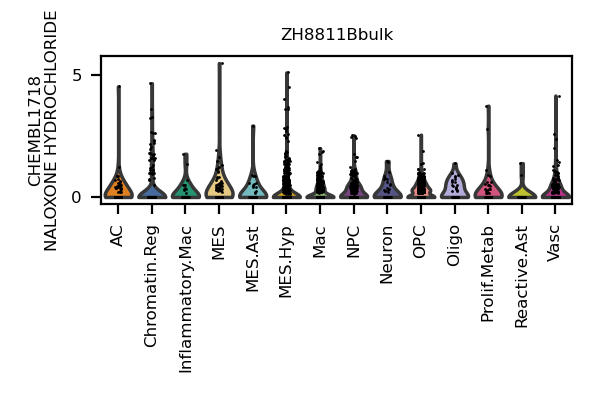 ZH8811Bbulk
CHEMBL1718
NALOXONE HYDROCHLORIDE
5
0
AC
Chromatin.Reg
Inflammatory.Mac
MES
MES.Ast
MES.Hyp
Mac
NPC
Neuron
OPC
Oligo
Prolif.Metab
Reactive.Ast
Vasc